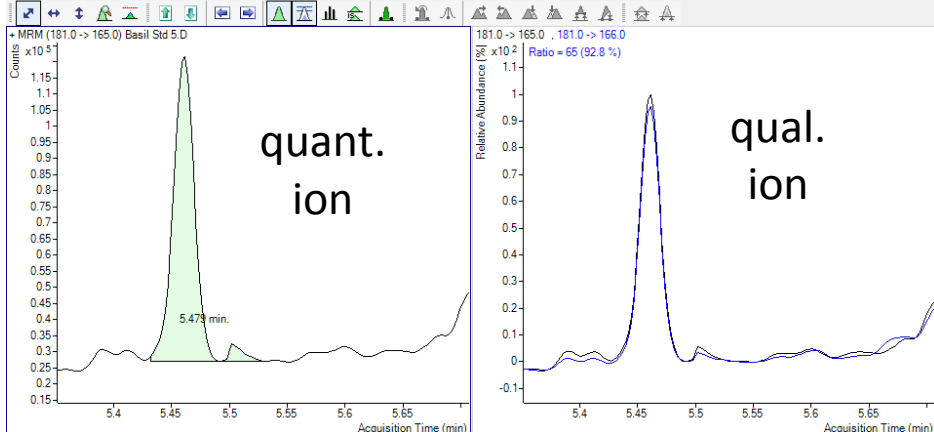 + MRM (181.0 -> 165.0) Basil Std 5.D
Counts
x10 5
1.15
1.1
1.05
1
0.95
0.9
0.85
0.8
0.75
0.7
0.65
0.6
0.55
0.5
0.45
0.4
0.35
0.3
0.25
0.2
0.15
quant.
ion
5.479 min.
5.4 5.45 5.5 5.55 5.6 5.65
Acquisition Time (min)
181.0 -> 165.0 , 181.0 -> 166.0
Relative Abundance (%)
x10 2
Ratio = 65 (92.8 %)
1.1
1
0.9
0.8
0.7
0.6
0.5
0.4
0.3
0.2
0.1
0
-0.1
qual.
ion
5.4 5.45 5.5 5.55 5.6 5.65
Acquisition Time (min)